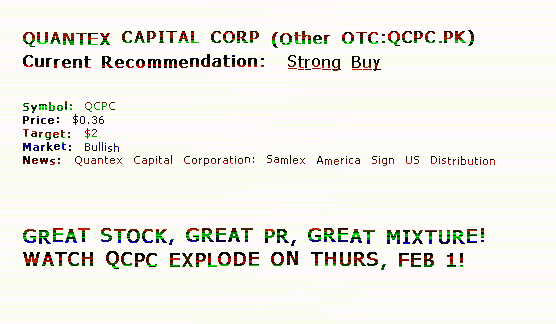 QUANTEX CAPITAL CORP (Other OTC:QCPC.PK)
Current Recommendation: Strong Buy
Symbol: QCPC
Price: $0.36
Target: $2
Market: Bullish
News: Quantex Capital Corporation: Samlex America Sign US Distribution
GREAT STOCK, GREAT PR, GREAT MIXTURE!
WATCH QCPC EXPLODE ON THURS, FEB 1!